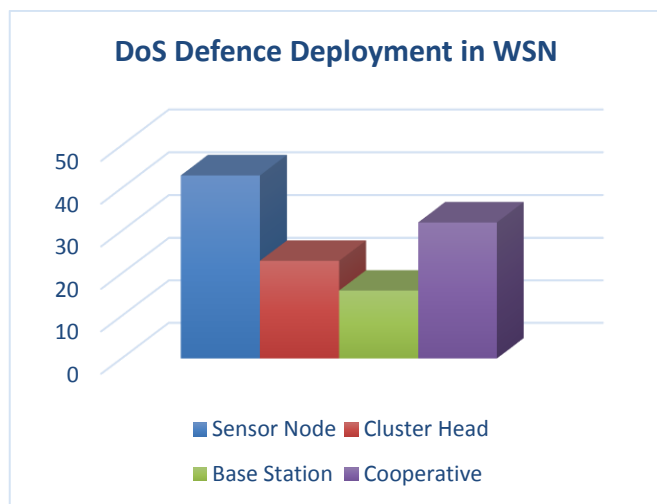 DoS Defence Deployment in WSN
50
40
30
20
10
0
Sensor Node Cluster Head
Base Station Cooperative